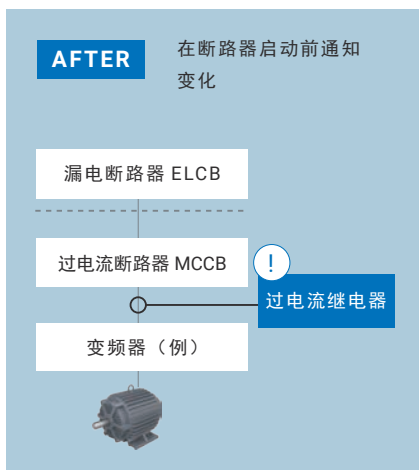 AFTER
在断路器启动前通知
变化
漏电断路器 ELCB
过电流断路器 MCCB
!
过电流继电器
变频器（例）